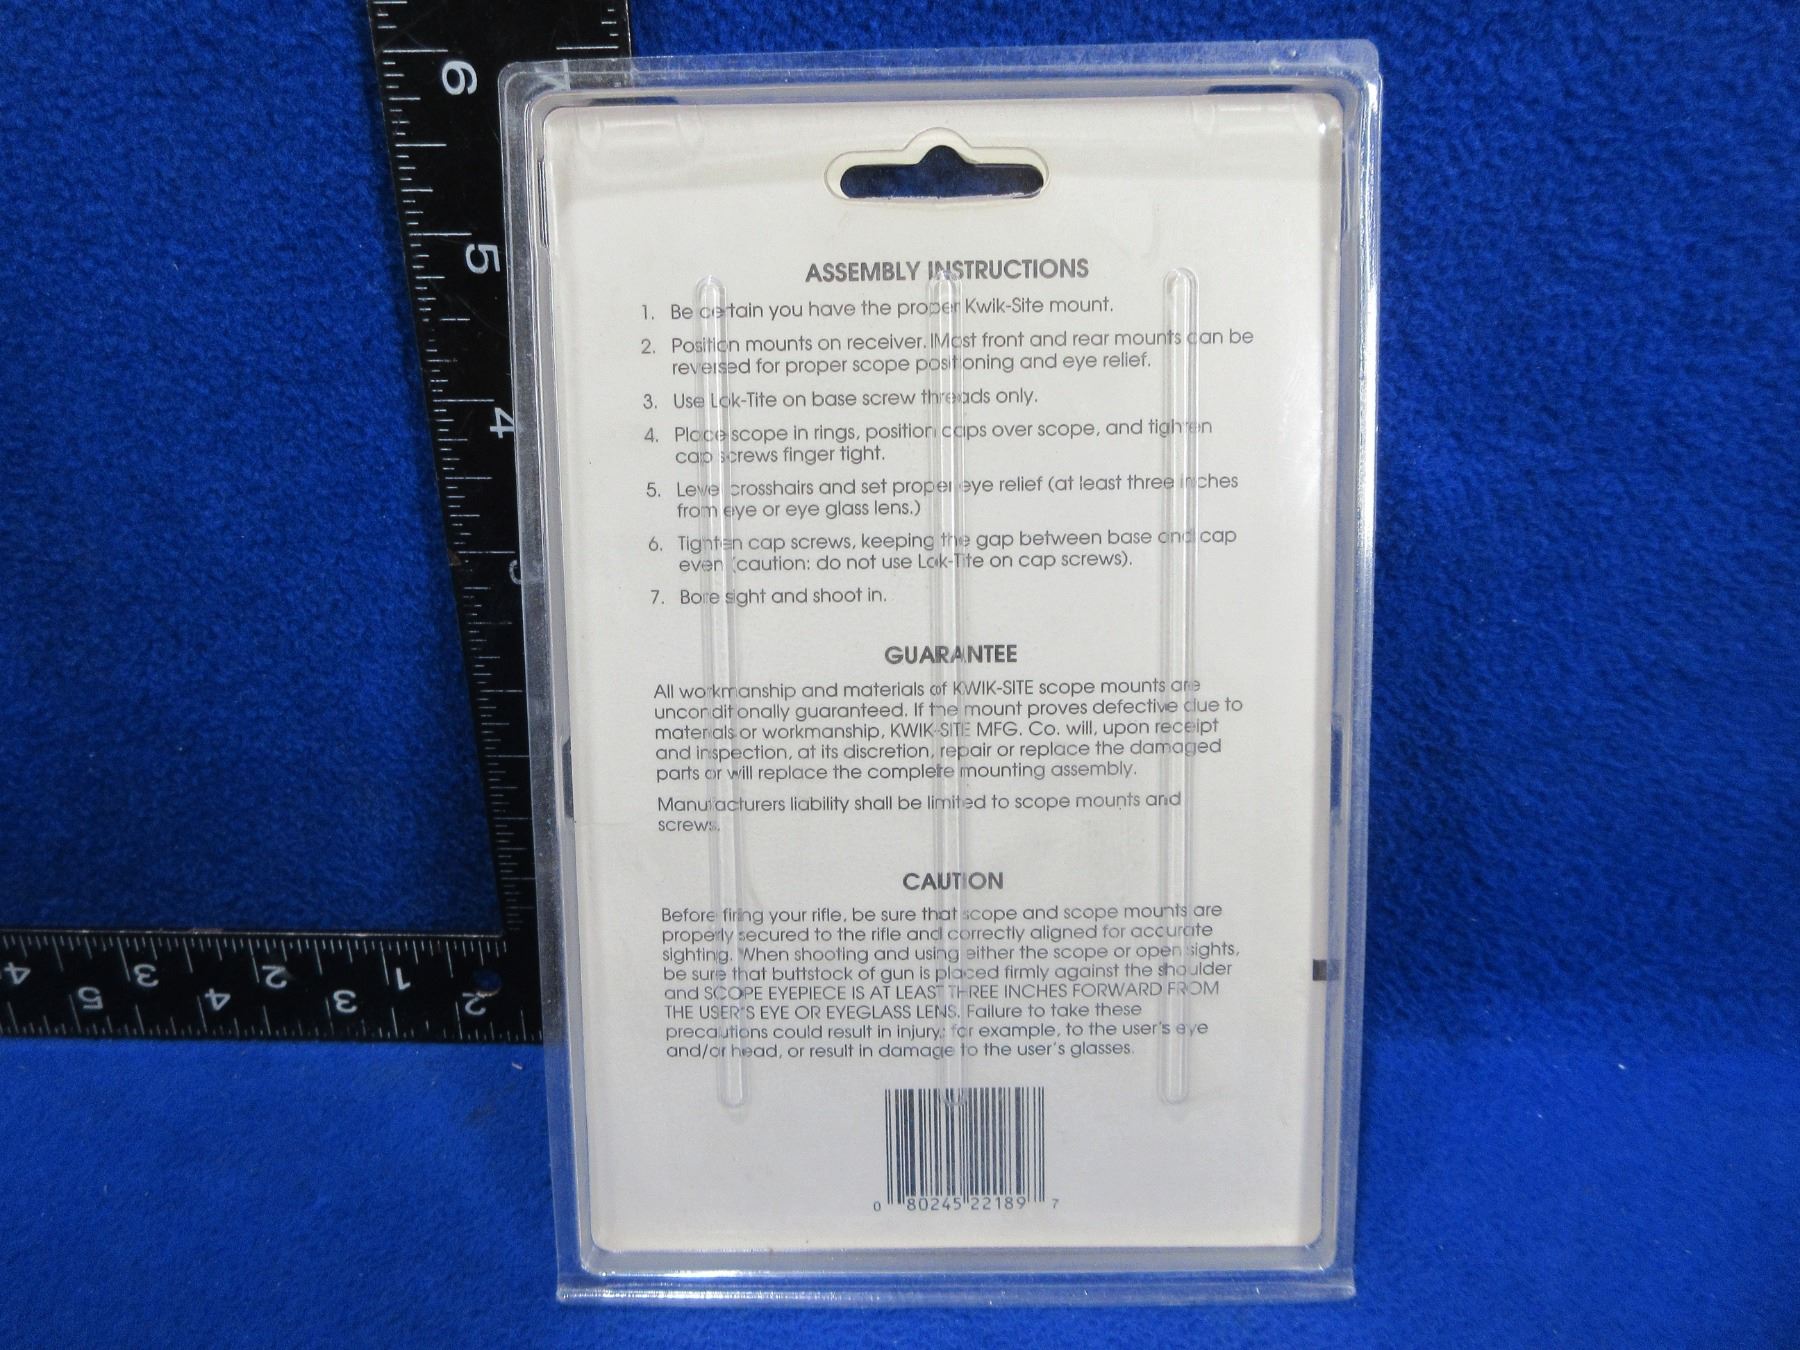 ASSEMBLY INSTRUCTIONS
1. Be certain you have the proper Kwik-Site mount.
2. Position mounts on receiver. (Most front and rear mounts can be
reversed for proper scope positioning and eye relief.
3. Use Lok-Tite on base screw threads only.
4. Place scope in rings, position caps over scope, and tighten
cap screws finger tight.
5. Level crosshairs and set proper eye relief (at least three inches
from eye or eye glass lens.)
6. Tighten cap screws, keeping the gap between base and cap
even (caution: do not use Lok-Tite on cap screws).
7. Bore sight and shoot in.
GUARANTEE
All workmanship and materials of KWIK-SITE scope mounts are
unconditionally guaranteed. If the mount proves defective due to
materials or workmanship, KWIK-SITE MFG. Co. will, upon receipt
and inspection, at its discretion, repair or replace the damaged
parts or will replace the complete mounting assembly.
Manufacturers liability shall be limited to scope mounts and
screws.
CAUTION
Before firing your rifle, be sure that scope and scope mounts are
properly secured to the rifle and correctly aligned for accurate
sighting. When shooting and using either the scope or open sights,
be sure that buttstock of gun is placed firmly against the shoulder
and SCOPE EYEPIECE IS AT LEAST THREE INCHES FORWARD FROM
THE USER'S EYE OR EYEGLASS LENS. Failure to take these
precautions could result in injury; for example, to the user's eye
and/or head, or result in damage to the user's glasses.
0 80245 22189 7
6
5
4
3
4 3 2 1
5 4 3 2